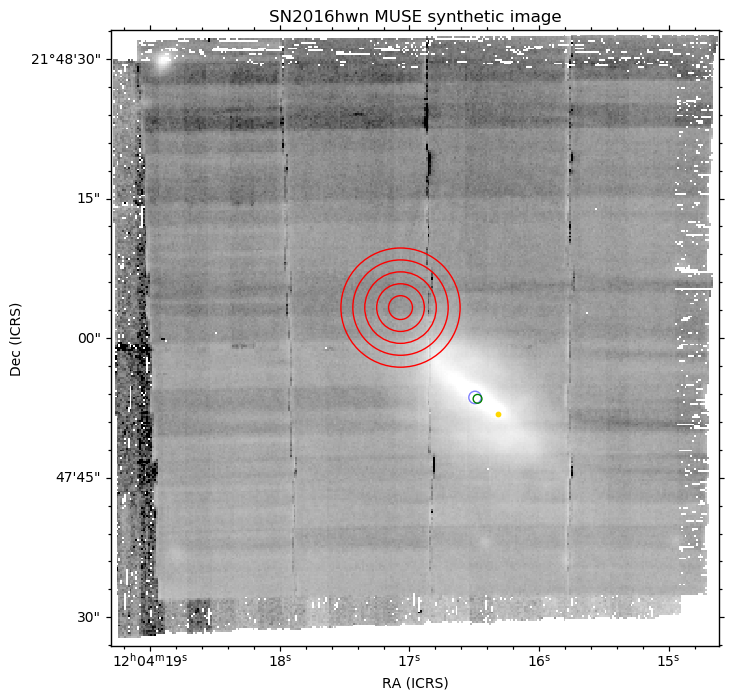 SN2016hwn MUSE synthetic image
21°48'30"
15"
00"
47'45"
30"
Dec (ICRS)
12h04m19s
18s
17s
16s
15s
RA (ICRS)